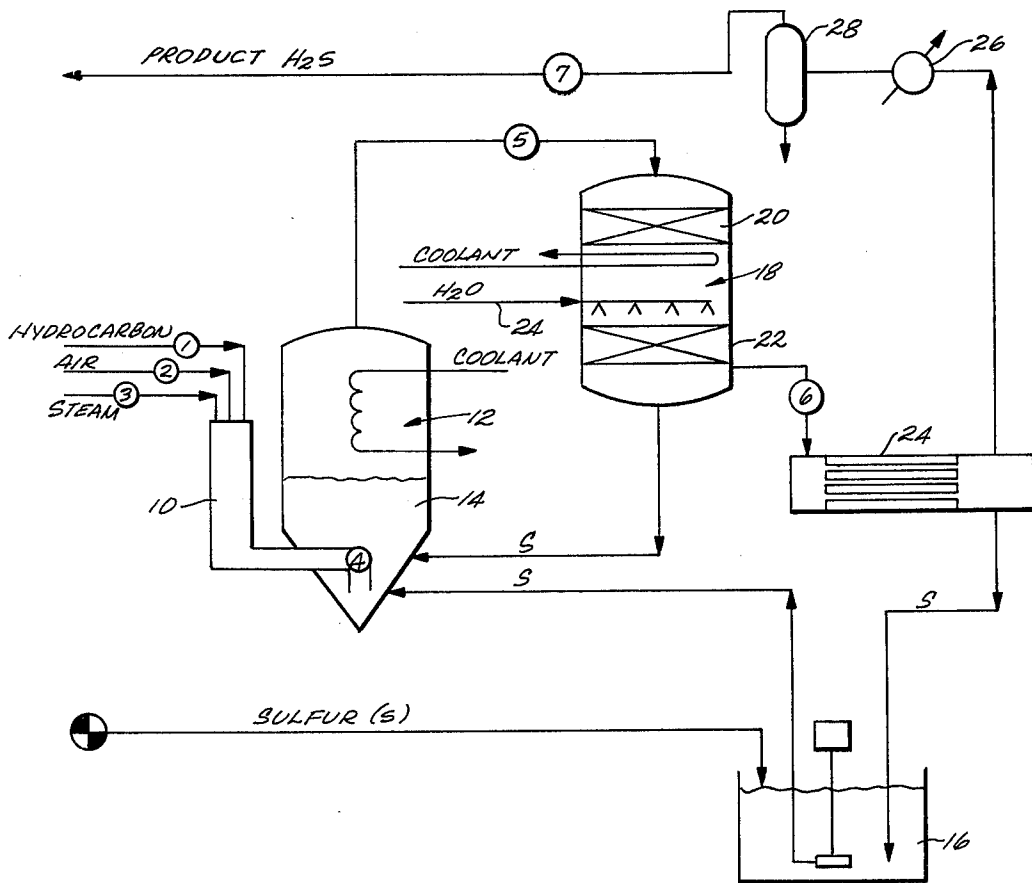 PRODUCT H2S
7
28
26
5
20
COOLANT
18
H2O
24
22
HYDROCARBON
1
AIR
2
STEAM
3
COOLANT
12
6
24
10
14
4
S
S
S
SULFUR (S)
16